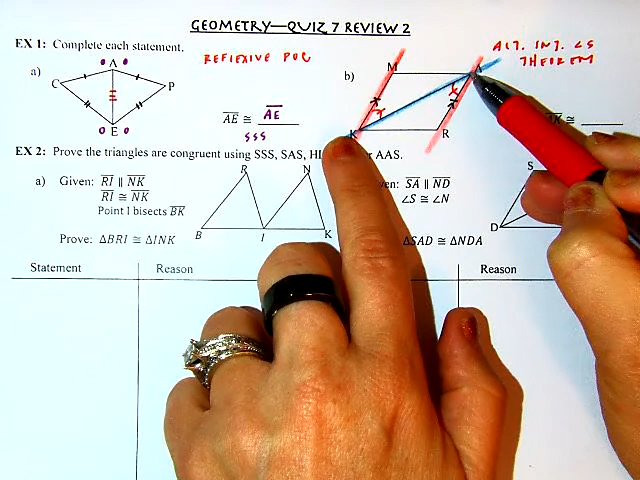 GEOMETRY—QUIZ 7 REVIEW 2
EX 1: Complete each statement.
REFLEXIVE POC
ALT. INT. ∠S
THEOREM
a)
A
C
P
E
AE ≅ AE
SSS
b)
M
K
R
EX 2: Prove the triangles are congruent using SSS, SAS, AAS.
a) Given: RI ∥ NK
RI ≅ NK
Point I bisects BK
Prove: ΔBRI ≅ ΔINK
R
N
B
I
K
SA ∥ ND
∠S ≅ ∠N
ΔSAD ≅ ΔNDA
S
D
Statement
Reason
Reason